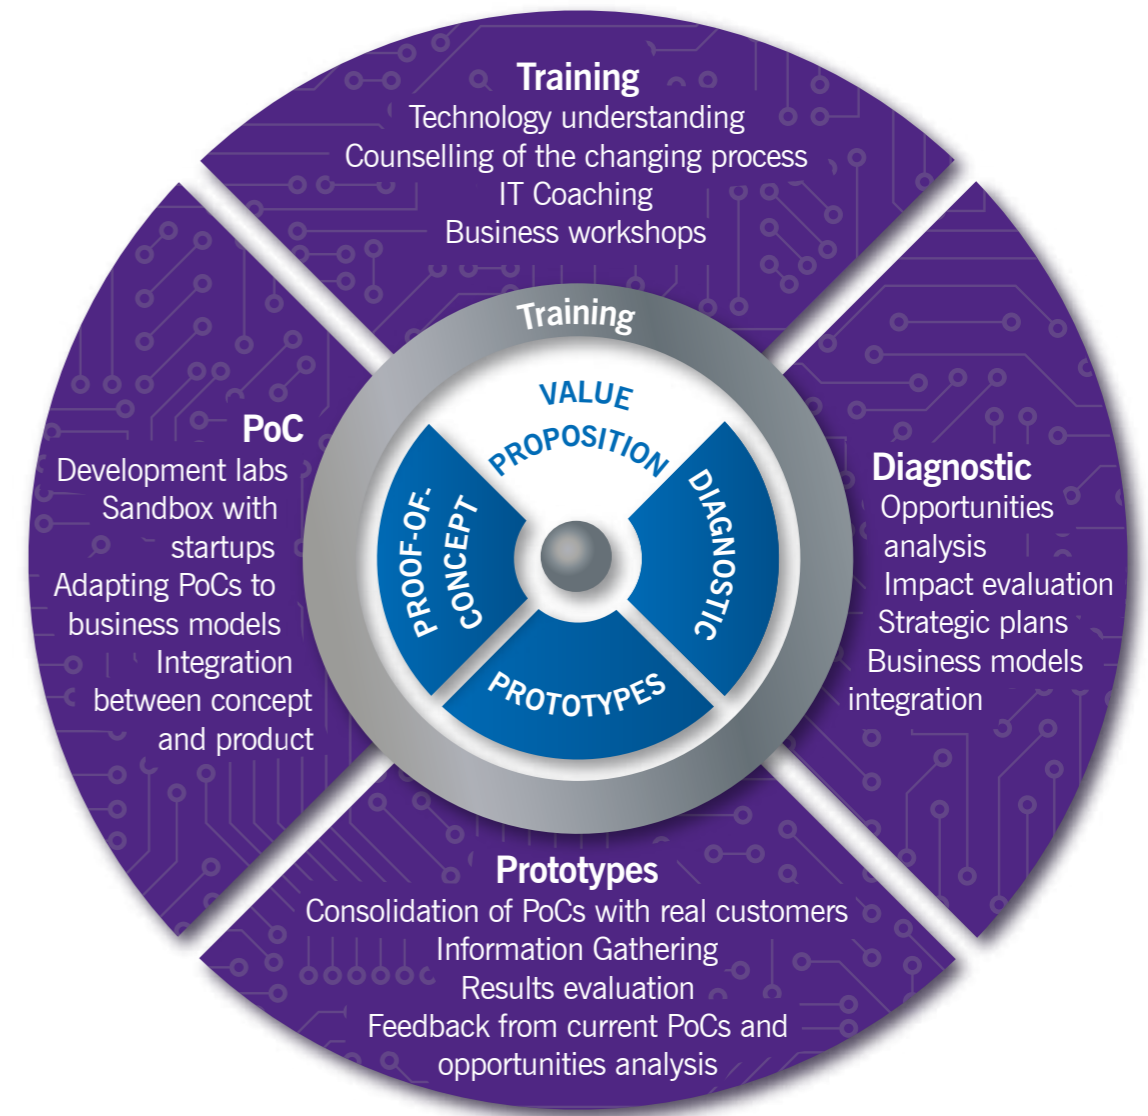 Training
Technology understanding
Counselling of the changing process
IT Coaching
Business workshops
Training
VALUE
PROPOSITION
PROOF-OF-
CONCEPT
DIAGNOSTIC
PROTOTYPES
PoC
Development labs
Sandbox with
startups
Adapting PoCs to
business models
Integration
between concept
and product
Diagnostic
Opportunities
analysis
Impact evaluation
Strategic plans
Business models
integration
Prototypes
Consolidation of PoCs with real customers
Information Gathering
Results evaluation
Feedback from current PoCs and
opportunities analysis